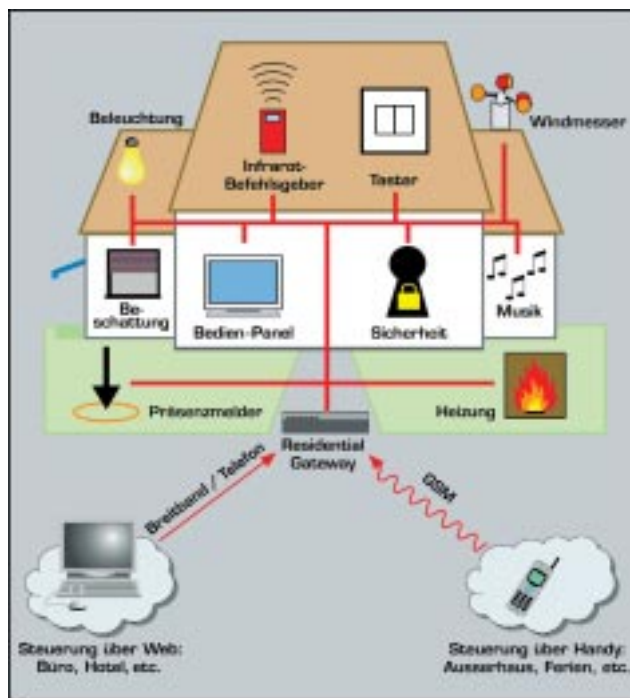 Beleuchtung
Infrarot-
Befehlsgeber
Taster
Windmesser
Be-
schattung
Bedien-Panel
Sicherheit
Musik
Präsenzmelder
Heizung
Residential
Gateway
Breitband / Telefon
GSM
Steuerung über Web:
Büro, Hotel, etc.
Steuerung über Handy:
Ausserhaus, Ferien, etc.